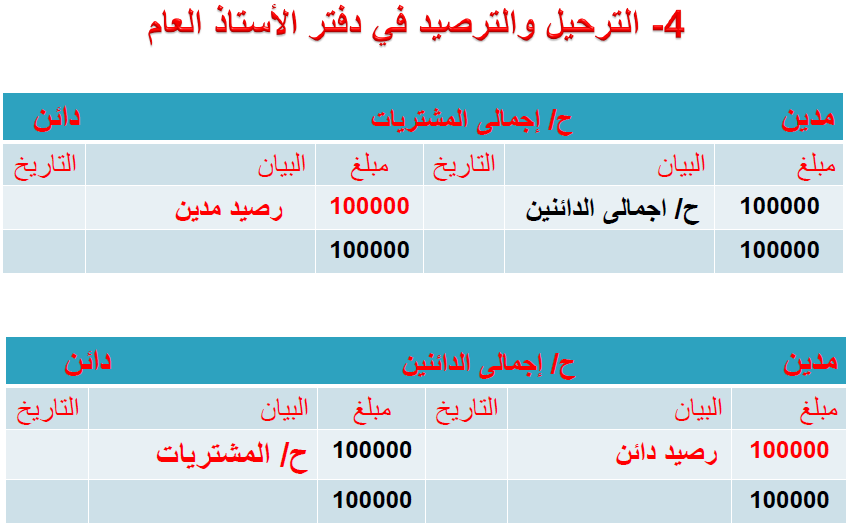 4- الترحيل والترصيد في دفتر الأستاذ العام
مدين ح/ إجمالى المشتريات دائن
مبلغ البيان التاريخ مبلغ البيان التاريخ
100000 ح/ اجمالى الدائنين 100000 رصيد مدين
100000 100000
مدين ح/ إجمالى الدائنين دائن
مبلغ البيان التاريخ مبلغ البيان التاريخ
100000 رصيد دائن 100000 ح/ المشتريات
100000 100000